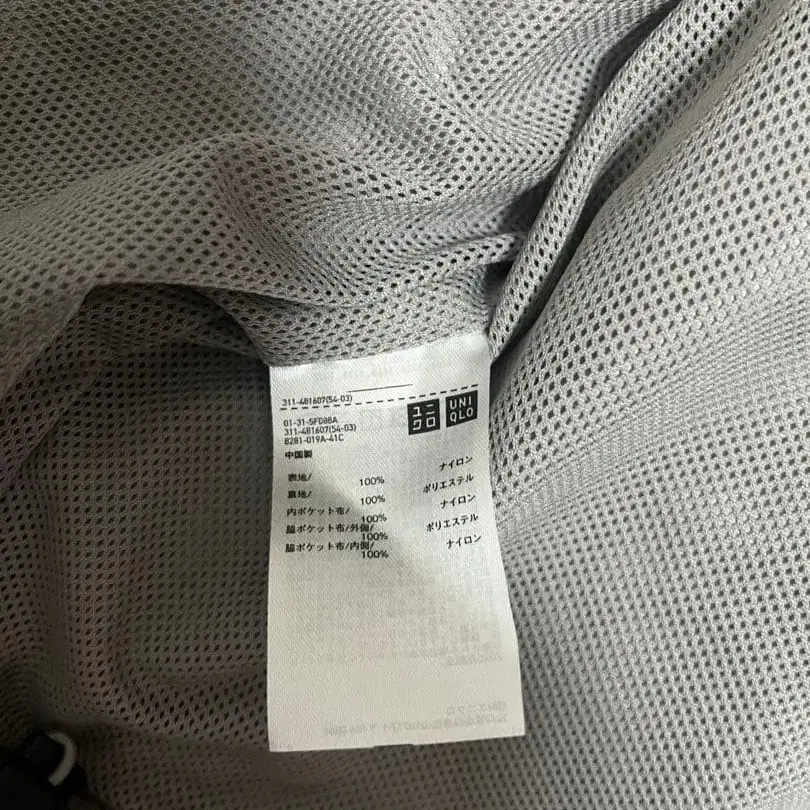 311-481607(54-03)
01-31-5F088A
311-481607(54-03)
8281-019A-41C
ユニ
クロ
UNI
QLO
中国製
表地/ ナイロン
100%
裏地/ ポリエステル
100%
内ポケット布/ ナイロン
100%
脇ポケット布/外側/ ポリエステル
100%
脇ポケット布/内側/ ナイロン
100%